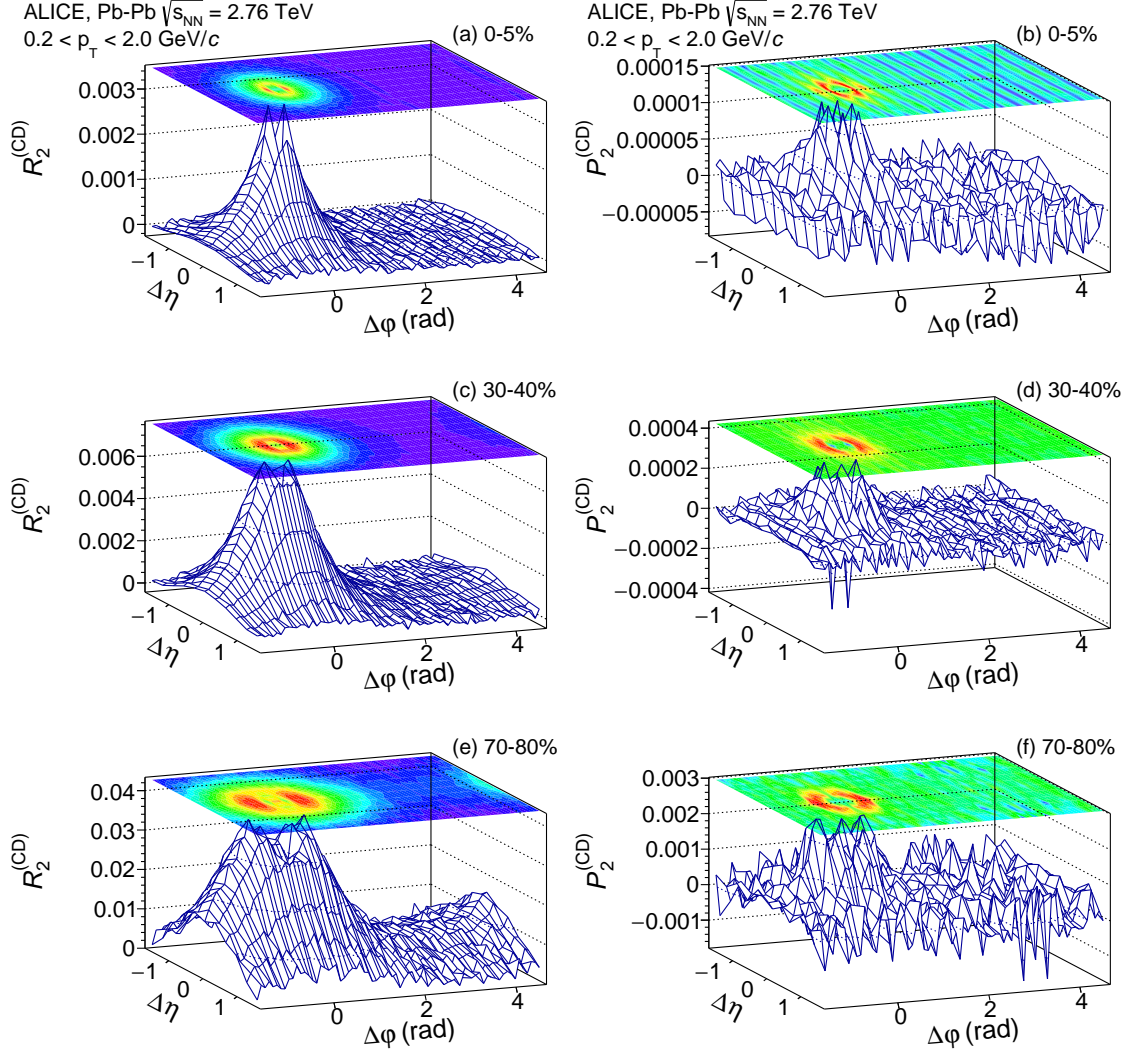 ALICE, Pb-Pb √s_NN = 2.76 TeV
0.2 < p_T < 2.0 GeV/c
(a) 0-5%
R_2^(CD)
0.003
0.002
0.001
0
−1
0
1
Δη
0
2
4
Δφ (rad)
ALICE, Pb-Pb √s_NN = 2.76 TeV
0.2 < p_T < 2.0 GeV/c
(b) 0-5%
P_2^(CD)
0.00015
0.0001
0.00005
0
−0.00005
−1
0
1
Δη
0
2
4
Δφ (rad)
(c) 30-40%
R_2^(CD)
0.006
0.004
0.002
0
−1
0
1
Δη
0
2
4
Δφ (rad)
(d) 30-40%
P_2^(CD)
0.0004
0.0002
0
−0.0002
−0.0004
−1
0
1
Δη
0
2
4
Δφ (rad)
(e) 70-80%
R_2^(CD)
0.04
0.03
0.02
0.01
0
−1
0
1
Δη
0
2
4
Δφ (rad)
(f) 70-80%
P_2^(CD)
0.003
0.002
0.001
0
−0.001
−1
0
1
Δη
0
2
4
Δφ (rad)